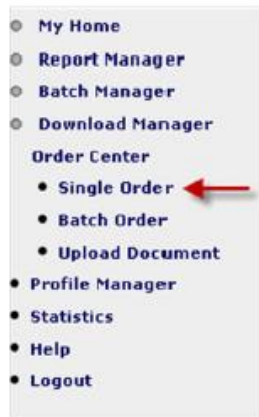 My Home
Report Manager
Batch Manager
Download Manager
Order Center
Single Order
Batch Order
Upload Document
Profile Manager
Statistics
Help
Logout